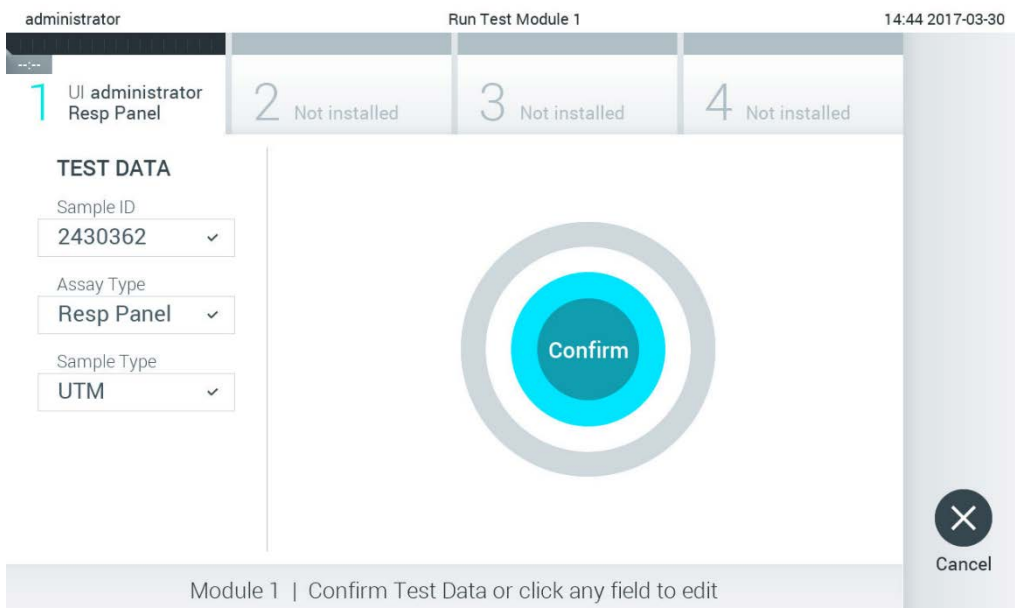 administrator Run Test Module 1 14:44 2017-03-30
--:--
1 UI administrator
Resp Panel
2 Not installed
3 Not installed
4 Not installed
TEST DATA
Sample ID
2430362
Assay Type
Resp Panel
Sample Type
UTM
Confirm
Cancel
Module 1 | Confirm Test Data or click any field to edit